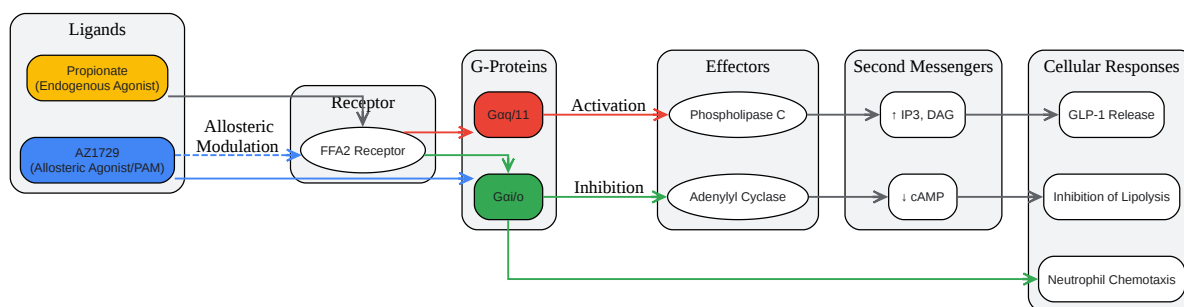 Ligands
Propionate
(Endogenous Agonist)
AZ1729
(Allosteric Agonist/PAM)
Allosteric
Modulation
Receptor
FFA2 Receptor
G-Proteins
Gαq/11
Gαi/o
Activation
Inhibition
Effectors
Phospholipase C
Adenylyl Cyclase
Second Messengers
↑ IP3, DAG
↓ cAMP
Cellular Responses
GLP-1 Release
Inhibition of Lipolysis
Neutrophil Chemotaxis